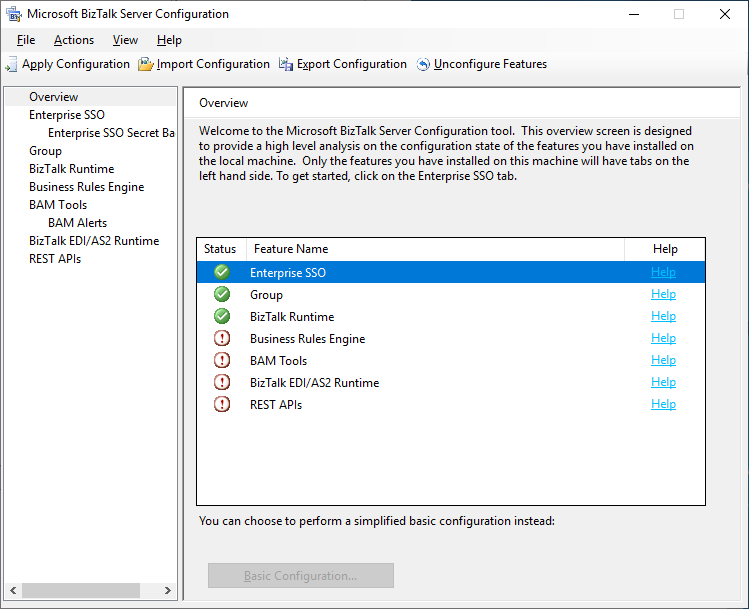 Microsoft BizTalk Server Configuration
File Actions View Help
Apply Configuration Import Configuration Export Configuration Unconfigure Features
Overview
Enterprise SSO
Enterprise SSO Secret Ba
Group
BizTalk Runtime
Business Rules Engine
BAM Tools
BAM Alerts
BizTalk EDI/AS2 Runtime
REST APIs
Overview
Welcome to the Microsoft BizTalk Server Configuration tool.  This overview screen is designed
to provide a high level analysis on the configuration state of the features you have installed on
the local machine.  Only the features you have installed on this machine will have tabs on the
left hand side. To get started, click on the Enterprise SSO tab.
Status Feature Name Help
Enterprise SSO Help
Group Help
BizTalk Runtime Help
Business Rules Engine Help
BAM Tools Help
BizTalk EDI/AS2 Runtime Help
REST APIs Help
You can choose to perform a simplified basic configuration instead:
Basic Configuration...